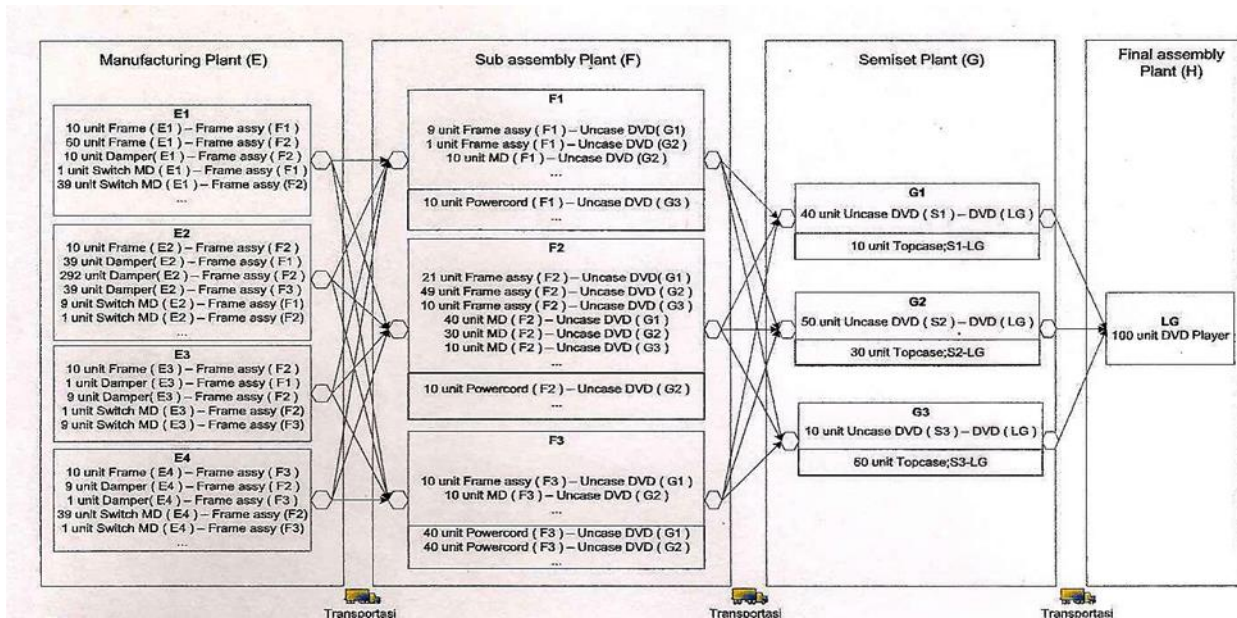 Manufacturing Plant (E)
E1
10 unit Frame ( E1 ) – Frame assy ( F1 )
60 unit Frame ( E1 ) – Frame assy ( F2 )
10 unit Damper( E1 ) – Frame assy ( F2 )
1 unit Switch MD ( E1 ) – Frame assy ( F1 )
39 unit Switch MD ( E1 ) – Frame assy (F2)
...
E2
10 unit Frame ( E2 ) – Frame assy ( F2 )
39 unit Damper( E2 ) – Frame assy ( F1 )
292 unit Damper( E2 ) – Frame assy ( F2 )
39 unit Damper( E2 ) – Frame assy ( F3 )
9 unit Switch MD ( E2 ) – Frame assy (F1)
1 unit Switch MD ( E2 ) – Frame assy (F2)
...
E3
10 unit Frame ( E3 ) – Frame assy ( F2 )
1 unit Damper ( E3 ) – Frame assy ( F1 )
9 unit Damper( E3 ) – Frame assy ( F2 )
1 unit Switch MD ( E3 ) – Frame assy (F2)
9 unit Switch MD ( E3 ) – Frame assy (F3)
...
E4
10 unit Frame ( E4 ) – Frame assy ( F3 )
9 unit Damper( E4 ) – Frame assy ( F2 )
1 unit Damper( E4 ) – Frame assy ( F3 )
39 unit Switch MD ( E4 ) – Frame assy (F2)
1 unit Switch MD ( E4 ) – Frame assy (F3)
...
Transportasi
Sub assembly Plant (F)
F1
9 unit Frame assy ( F1 ) – Uncase DVD( G1)
1 unit Frame assy ( F1 ) – Uncase DVD (G2)
10 unit MD ( F1 ) – Uncase DVD (G2)
...
10 unit Powercord ( F1 ) – Uncase DVD ( G3 )
...
F2
21 unit Frame assy ( F2 ) – Uncase DVD( G1)
49 unit Frame assy ( F2 ) – Uncase DVD ( G2)
10 unit Frame assy ( F2 ) – Uncase DVD ( G3)
40 unit MD ( F2 ) – Uncase DVD ( G1)
30 unit MD ( F2 ) – Uncase DVD ( G2)
10 unit MD ( F2 ) – Uncase DVD ( G3)
...
10 unit Powercord ( F2 ) – Uncase DVD ( G2 )
...
F3
10 unit Frame assy ( F3 ) – Uncase DVD ( G1)
10 unit MD ( F3 ) – Uncase DVD ( G2)
...
40 unit Powercord ( F3 ) – Uncase DVD ( G1 )
40 unit Powercord ( F3 ) – Uncase DVD ( G2 )
...
Transportasi
Semiset Plant (G)
G1
40 unit Uncase DVD ( S1 ) – DVD ( LG )
10 unit Topcase;S1-LG
G2
50 unit Uncase DVD ( S2 ) – DVD ( LG )
30 unit Topcase;S2-LG
G3
10 unit Uncase DVD ( S3 ) – DVD ( LG )
60 unit Topcase;S3-LG
Transportasi
Final assembly
Plant (H)
LG
100 unit DVD Player